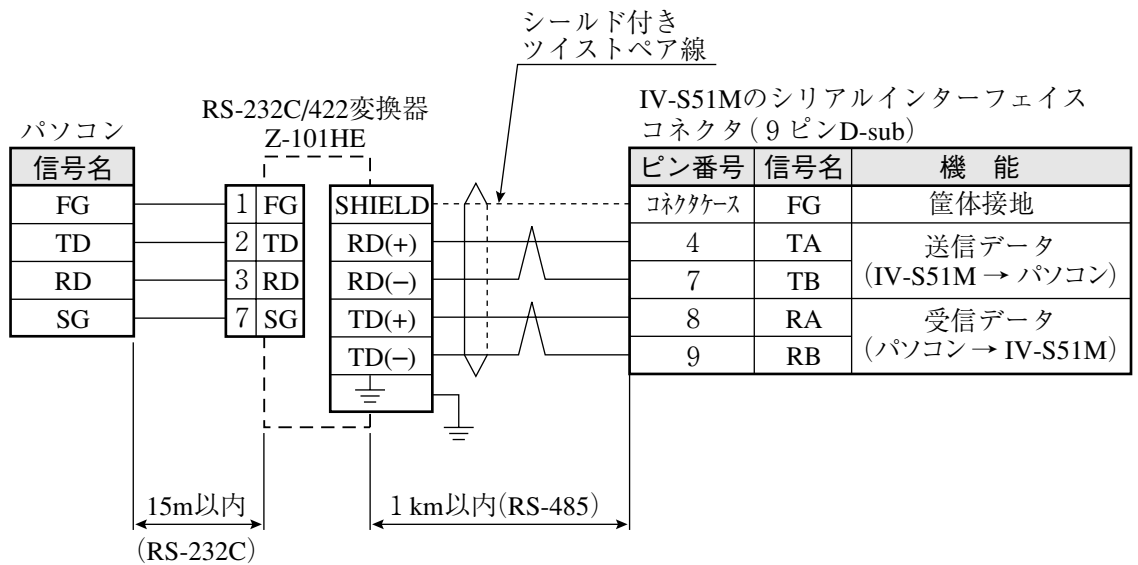 シールド付き
ツイストペア線
RS-232C/422変換器
Z-101HE
IV-S51Mのシリアルインターフェイス
コネクタ(9ピンD-sub)
パソコン
信号名
FG
TD
RD
SG
1 FG
2 TD
3 RD
7 SG
SHIELD
RD(+)
RD(−)
TD(+)
TD(−)
ピン番号 信号名 機 能
コネクタケース FG 筐体接地
4 TA 送信データ
7 TB (IV-S51M → パソコン)
8 RA 受信データ
9 RB (パソコン → IV-S51M)
15m以内
(RS-232C)
1km以内(RS-485)